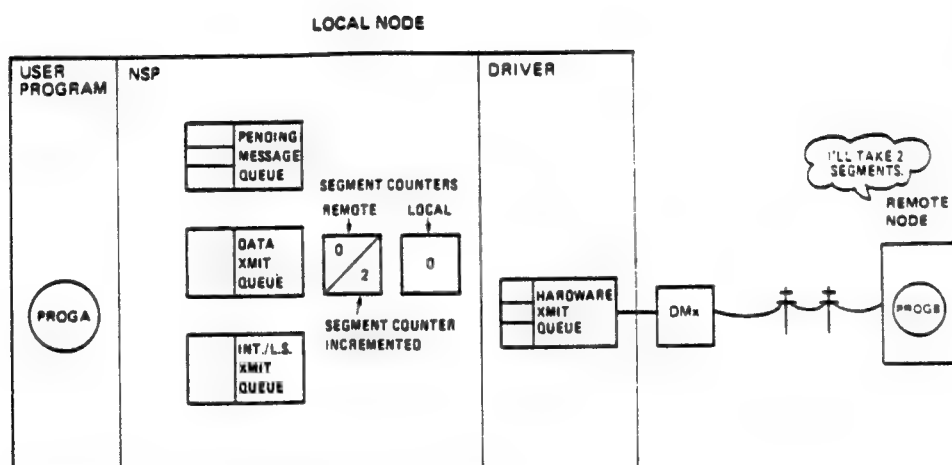 LOCAL NODE
USER PROGRAM
NSP
DRIVER
PENDING
MESSAGE
QUEUE
SEGMENT COUNTERS
REMOTE LOCAL
0
2
0
DATA
XMIT
QUEUE
SEGMENT COUNTER
INCREMENTED
INT./L.S.
XMIT
QUEUE
PROGA
HARDWARE
XMIT
QUEUE
DMx
I'LL TAKE 2
SEGMENTS.
REMOTE
NODE
PROGB